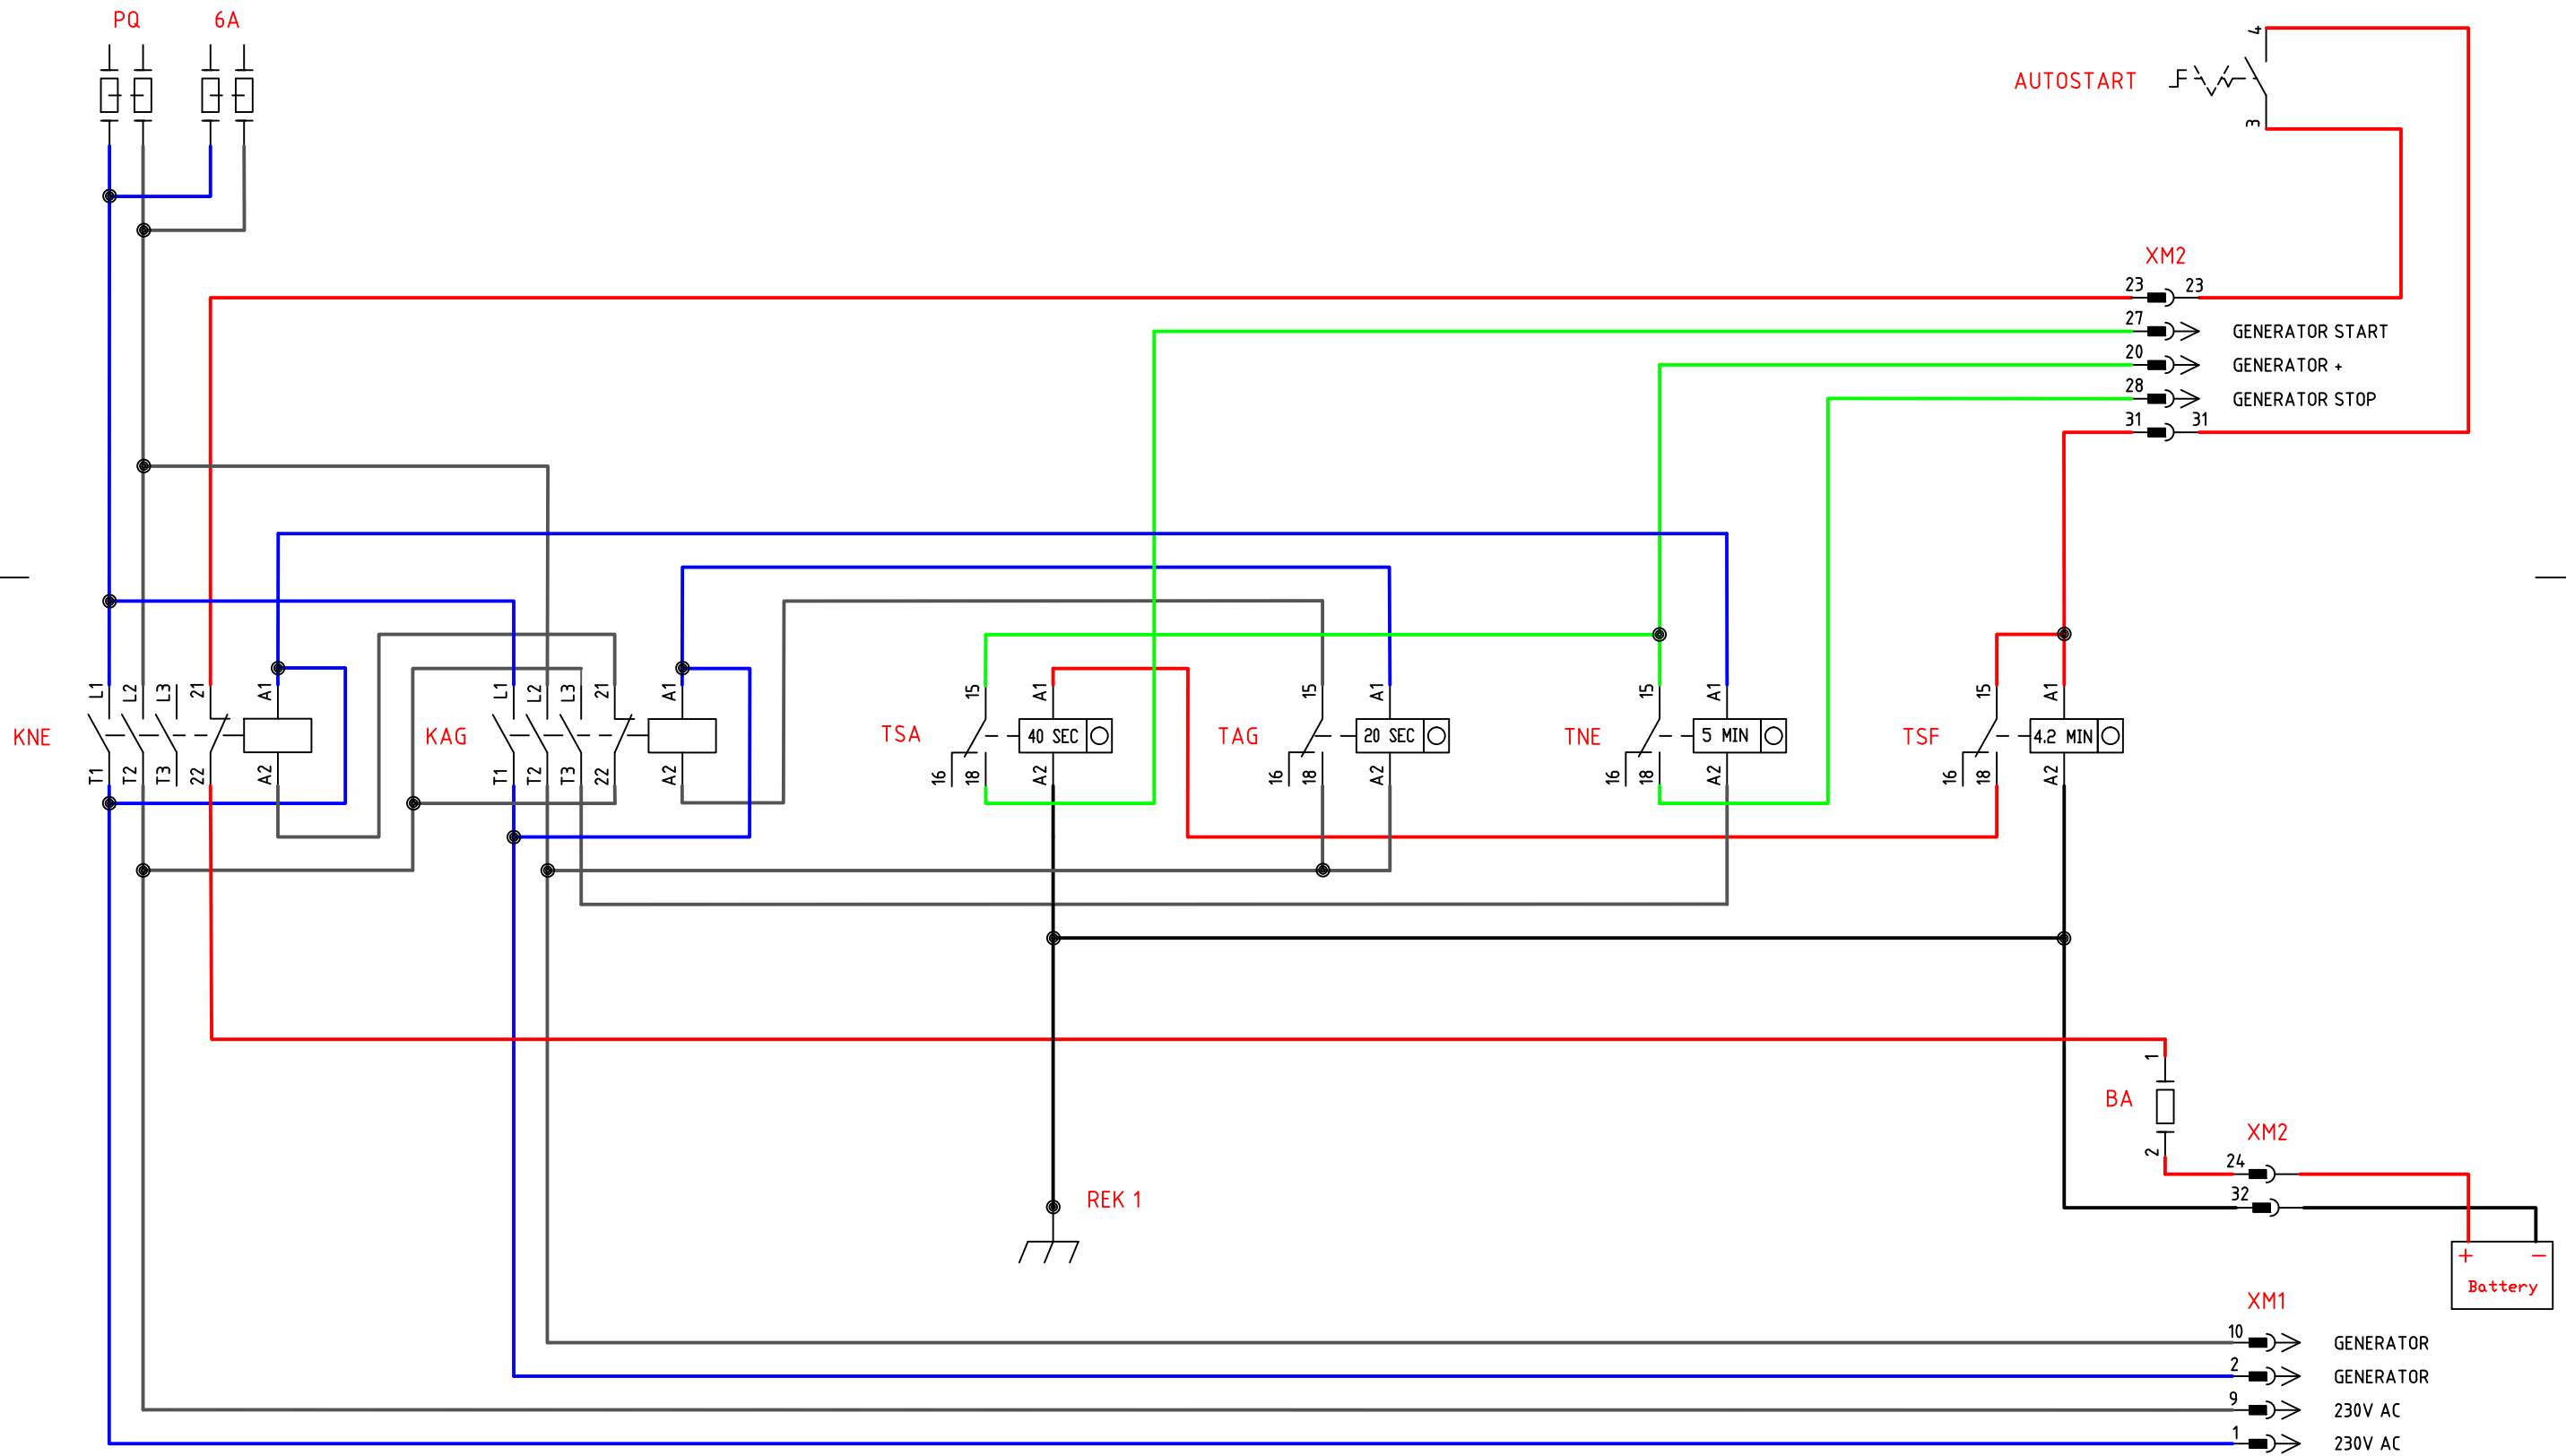 PQ 6A
4
AUTOSTART
3
XM2
23 23
27 GENERATOR START
20 GENERATOR +
28 GENERATOR STOP
31 31
L1 L2 L3 21 A1 L1 L2 L3 21 A1 15 A1 15 A1 15 A1 15 A1
KNE KAG TSA 40 SEC TAG 20 SEC TNE 5 MIN TSF 4.2 MIN
T1 T2 T3 22 A2 T1 T2 T3 22 A2 16 18 A2 16 18 A2 16 18 A2 16 18 A2
1
BA
2
XM2
24
32
REK 1
+ −
Battery
XM1
10 GENERATOR
2 GENERATOR
9 230V AC
1 230V AC